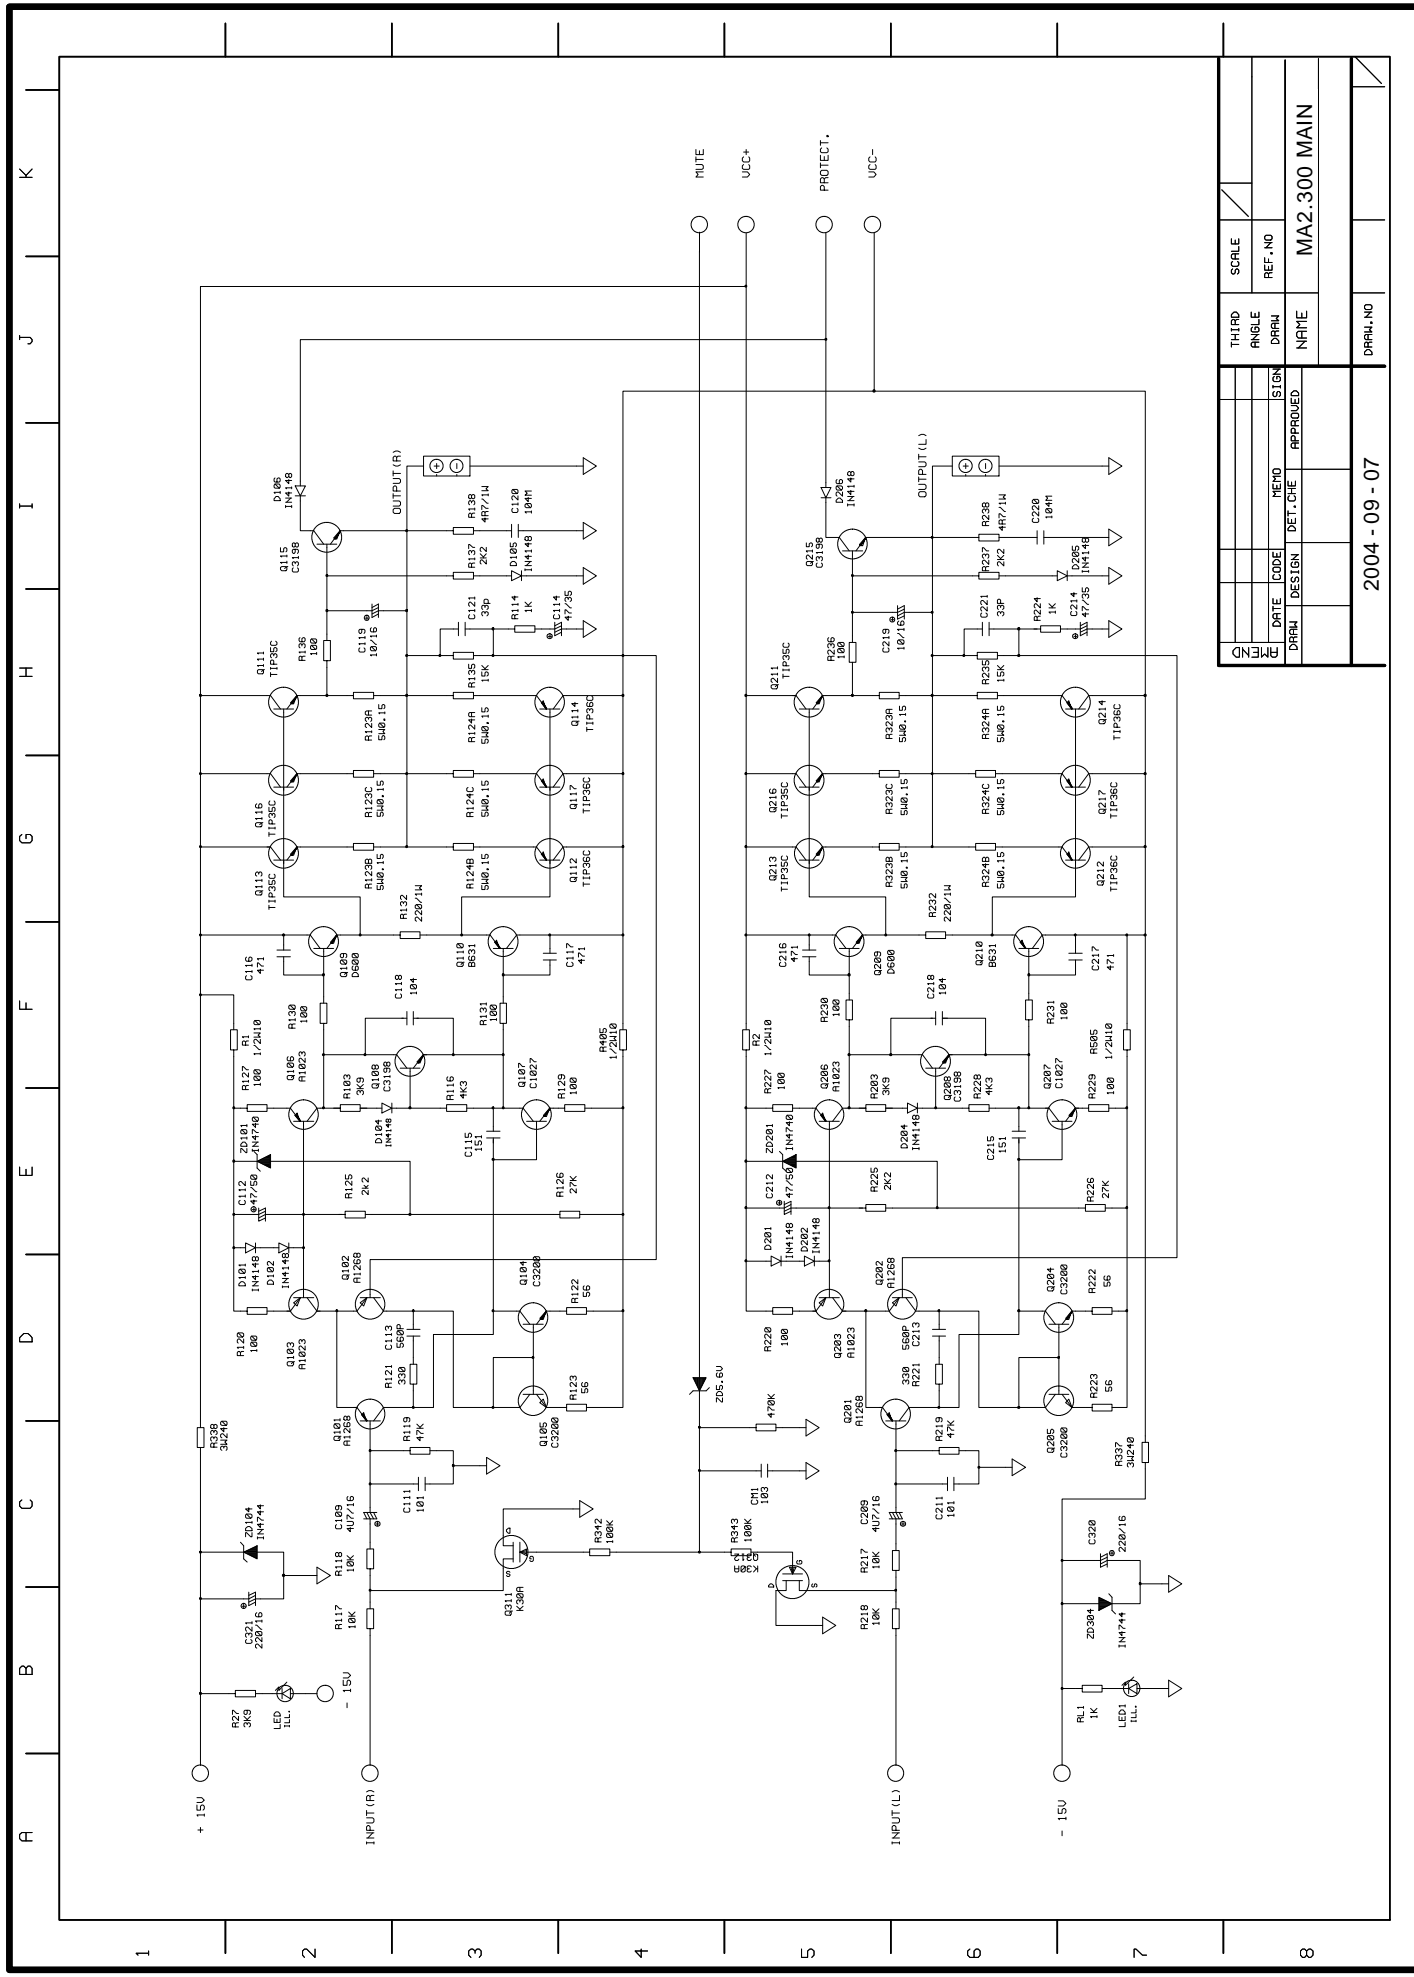 A
B
C
D
E
F
G
H
I
J
K
1
2
3
4
5
6
7
8
+ 15V
INPUT(R)
R27
3K9
LED
ILL.
- 15V
C321
220/16
ZD104
IN4744
R338
3W240
R117
10K
R118
10K
C109
4U7/16
C111
101
R119
47K
Q101
A1268
R121
330
C113
560P
Q102
A1268
Q103
A1023
R120
100
D101
IN4148
D102
IN4148
C112
47/50
ZD101
IN4740
R125
2k2
R126
27K
Q104
C3200
R122
56
Q105
C3200
R123
56
Q311
K30A
D
S
G
R342
100K
R127
100
R1
1/2W10
Q106
A1023
R103
3K9
D104
IN4148
Q108
C3198
R116
4K3
C115
151
Q107
C1027
R129
100
R405
1/2W10
R130
100
R131
100
C118
104
C116
471
Q109
D600
Q110
B631
C117
471
R132
220/1W
Q113
TIP35C
Q116
TIP35C
Q111
TIP35C
R123B
5W0.15
R123C
5W0.15
R123A
5W0.15
R124B
5W0.15
R124C
5W0.15
R124A
5W0.15
Q112
TIP36C
Q117
TIP36C
Q114
TIP36C
R136
100
C119
10/16
R135
15K
C121
33p
R114
1K
C114
47/35
Q115
C3198
D106
IN4148
R137
2K2
D105
IN4148
R138
4R7/1W
C120
104M
OUTPUT(R)
MUTE
VCC+
PROTECT.
VCC-
ZD5.6V
470K
CM1
103
R343
100K
Q312
K30A
D
S
G
INPUT(L)
R218
10K
R217
10K
C209
4U7/16
C211
101
R219
47K
Q201
A1268
330
R221
560P
C213
Q202
A1268
Q203
A1023
R220
100
D201
IN4148
D202
IN4148
C212
47/50
ZD201
IN4740
R225
2K2
R226
27K
Q204
C3200
R222
56
Q205
C3200
R223
56
R337
3W240
R227
100
R2
1/2W10
Q206
A1023
R203
3K9
D204
IN4148
Q208
C3198
R228
4K3
C215
151
Q207
C1027
R229
100
R505
1/2W10
R230
100
R231
100
C218
104
C216
471
Q209
D600
Q210
B631
C217
471
R232
220/1W
Q213
TIP35C
Q216
TIP35C
Q211
TIP35C
R323B
5W0.15
R323C
5W0.15
R323A
5W0.15
R324B
5W0.15
R324C
5W0.15
R324A
5W0.15
Q212
TIP36C
Q217
TIP36C
Q214
TIP36C
R236
100
C219
10/16
R235
15K
C221
33P
R224
1K
C214
47/35
Q215
C3198
D206
IN4148
R237
2K2
D205
IN4148
R238
4R7/1W
C220
104M
OUTPUT(L)
- 15V
RL1
1K
LED1
ILL.
ZD304
IN4744
C320
220/16
AMEND
DATE
CODE
MEMO
SIGN
DRAW
DESIGN
DET.CHE
APPROVED
2004 - 09 - 07
THIRD
ANGLE
DRAW
SCALE
REF.NO
NAME
MA2.300 MAIN
DRAW.NO